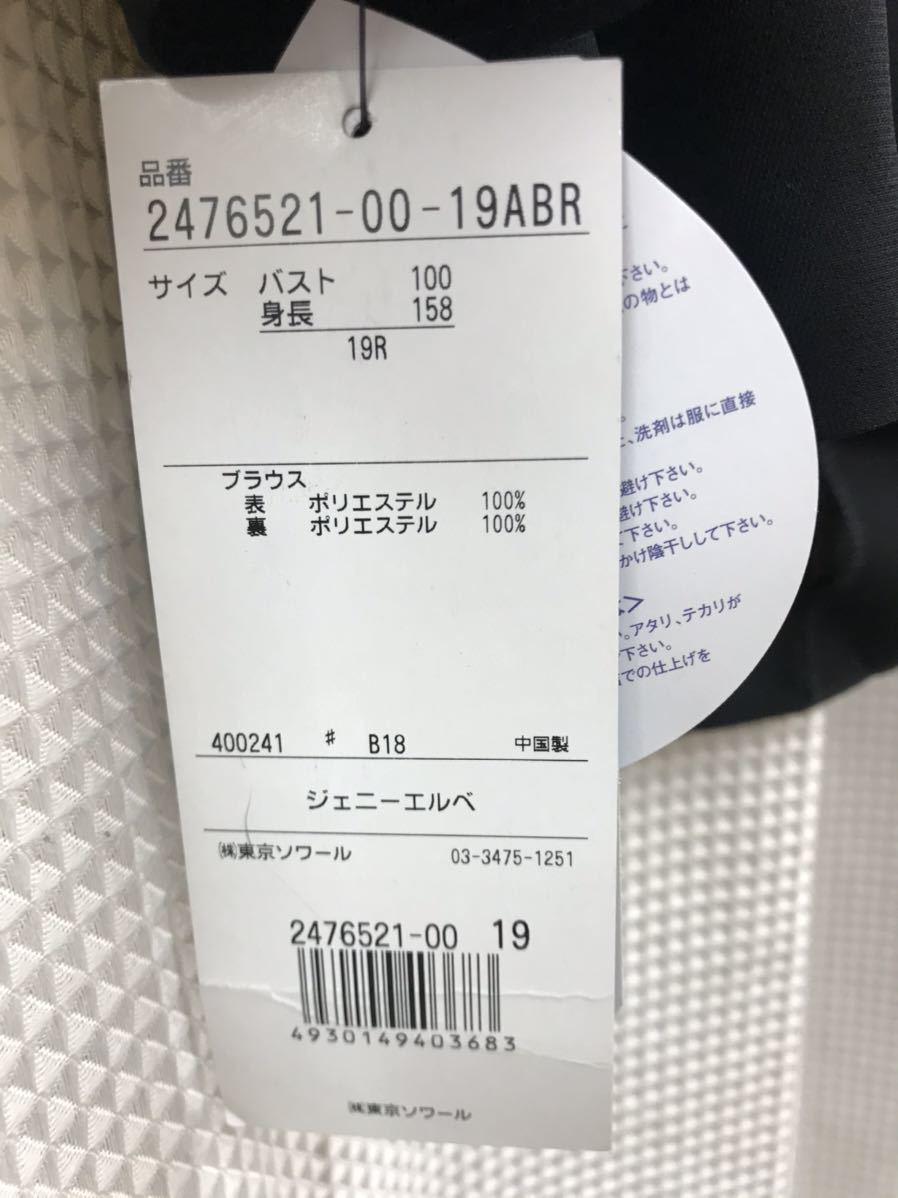 品番
2476521-00-19ABR
サイズ バスト 100
身長 158
19R
ブラウス
表 ポリエステル 100%
裏 ポリエステル 100%
400241 # B18 中国製
ジェニーエルベ
㈱東京ソワール 03-3475-1251
2476521-00 19
4930149403683
㈱東京ソワール
下さい。
の物とは
洗剤は服に直接
避け下さい。
避け下さい。
下さい。
かけ陰干しして下さい。
>
。アタリ、テカリが
下さい。
での仕上げを